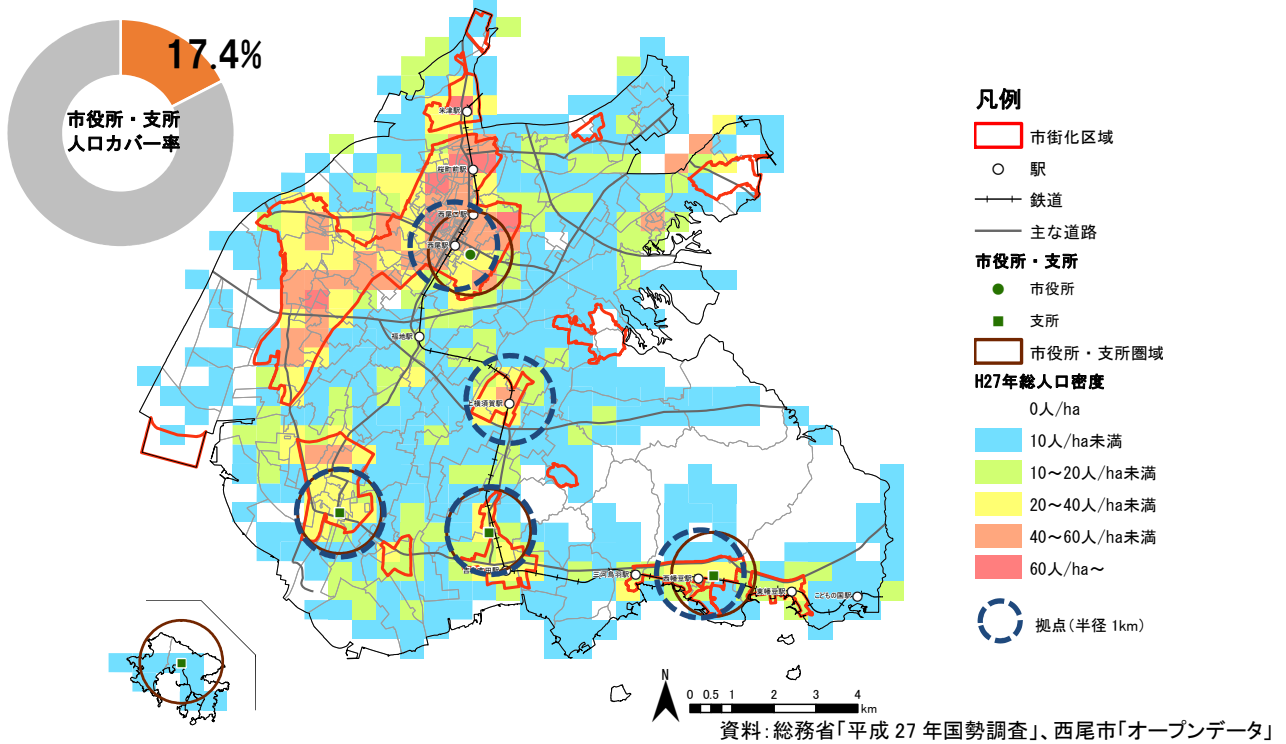 17.4%
市役所・支所
人口カバー率
米津駅
桜町前駅
西尾口駅
西尾駅
福地駅
上横須賀駅
三河鳥羽駅
西幡豆駅
東幡豆駅
こどもの国駅
凡例
市街化区域
駅
鉄道
主な道路
市役所・支所
市役所
支所
市役所・支所圏域
H27年総人口密度
0人/ha
10人/ha未満
10～20人/ha未満
20～40人/ha未満
40～60人/ha未満
60人/ha～
拠点（半径 1km）
N
0 0.5 1 2 3 4
km
資料：総務省「平成 27 年国勢調査」、西尾市「オープンデータ」